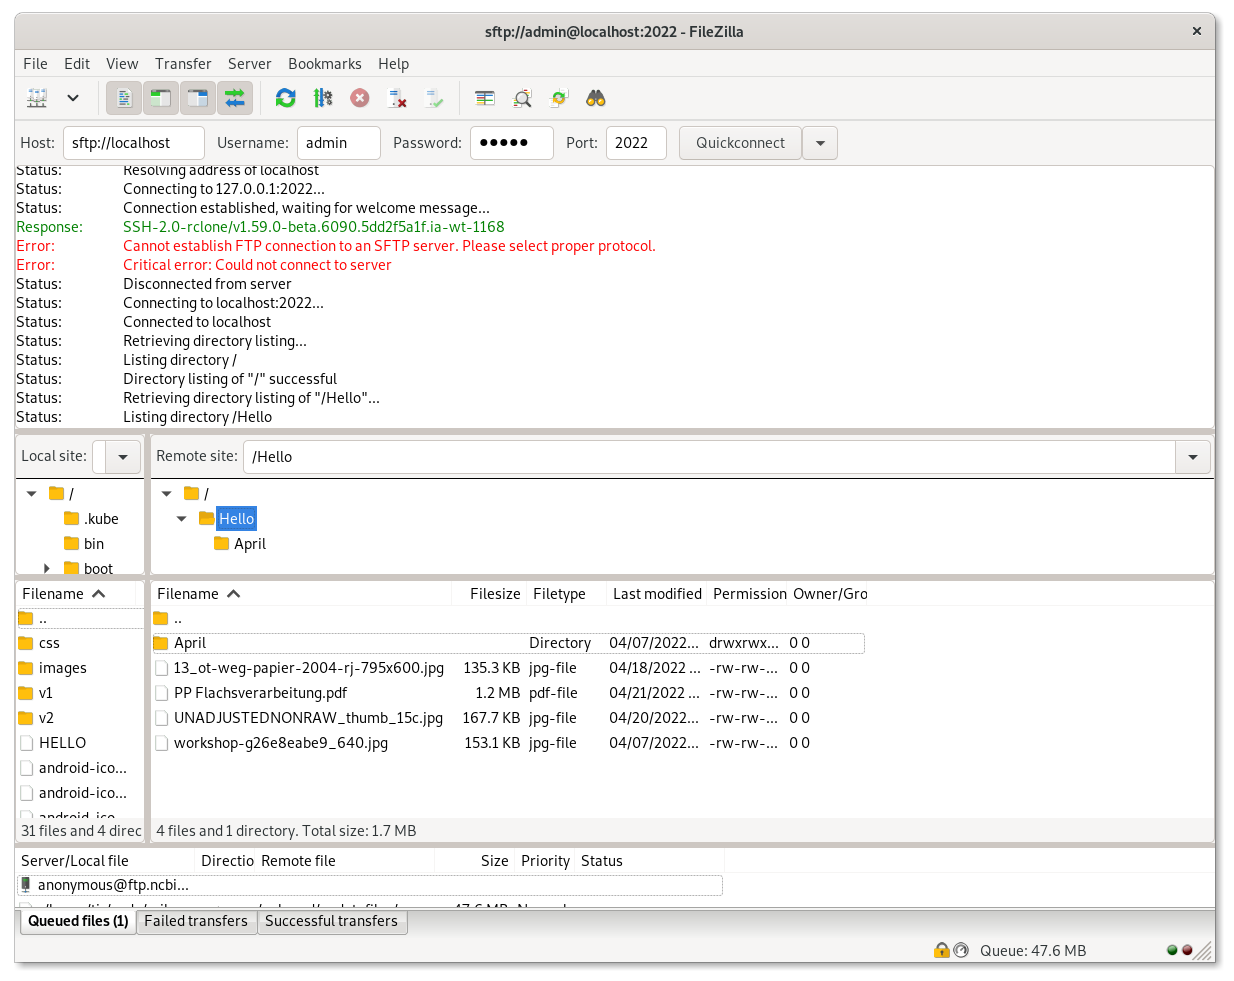 sftp://admin@localhost:2022 - FileZilla
File Edit View Transfer Server Bookmarks Help
Host: sftp://localhost Username: admin Password: ●●●●● Port: 2022 Quickconnect
Status: Resolving address of localhost
Status: Connecting to 127.0.0.1:2022...
Status: Connection established, waiting for welcome message...
Response: SSH-2.0-rclone/v1.59.0-beta.6090.5dd2f5a1f.ia-wt-1168
Error: Cannot establish FTP connection to an SFTP server. Please select proper protocol.
Error: Critical error: Could not connect to server
Status: Disconnected from server
Status: Connecting to localhost:2022...
Status: Connected to localhost
Status: Retrieving directory listing...
Status: Listing directory /
Status: Directory listing of "/" successful
Status: Retrieving directory listing of "/Hello"...
Status: Listing directory /Hello
Local site:
/
.kube
bin
boot
Remote site: /Hello
/
Hello
April
Filename
..
css
images
v1
v2
HELLO
android-ico...
android-ico...
android-ico...
31 files and 4 direc
Filename Filesize Filetype Last modified Permission Owner/Gro
..
April Directory 04/07/2022... drwxrwx... 0 0
13_ot-weg-papier-2004-rj-795x600.jpg 135.3 KB jpg-file 04/18/2022 ... -rw-rw-... 0 0
PP Flachsverarbeitung.pdf 1.2 MB pdf-file 04/21/2022 ... -rw-rw-... 0 0
UNADJUSTEDNONRAW_thumb_15c.jpg 167.7 KB jpg-file 04/20/2022... -rw-rw-... 0 0
workshop-g26e8eabe9_640.jpg 153.1 KB jpg-file 04/07/2022... -rw-rw-... 0 0
4 files and 1 directory. Total size: 1.7 MB
Server/Local file Directio Remote file Size Priority Status
anonymous@ftp.ncbi...
47.6 MB
Queued files (1) Failed transfers Successful transfers
Queue: 47.6 MB